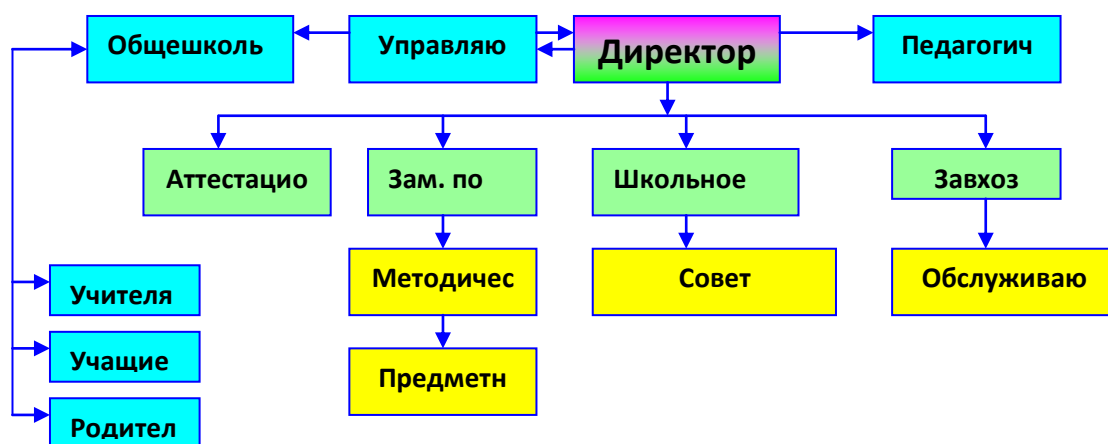 Общешколь
Управляю
Директор
Педагогич
Аттестацио
Зам. по
Школьное
Завхоз
Методичес
Совет
Обслуживаю
Учителя
Учащие
Предметн
Родител